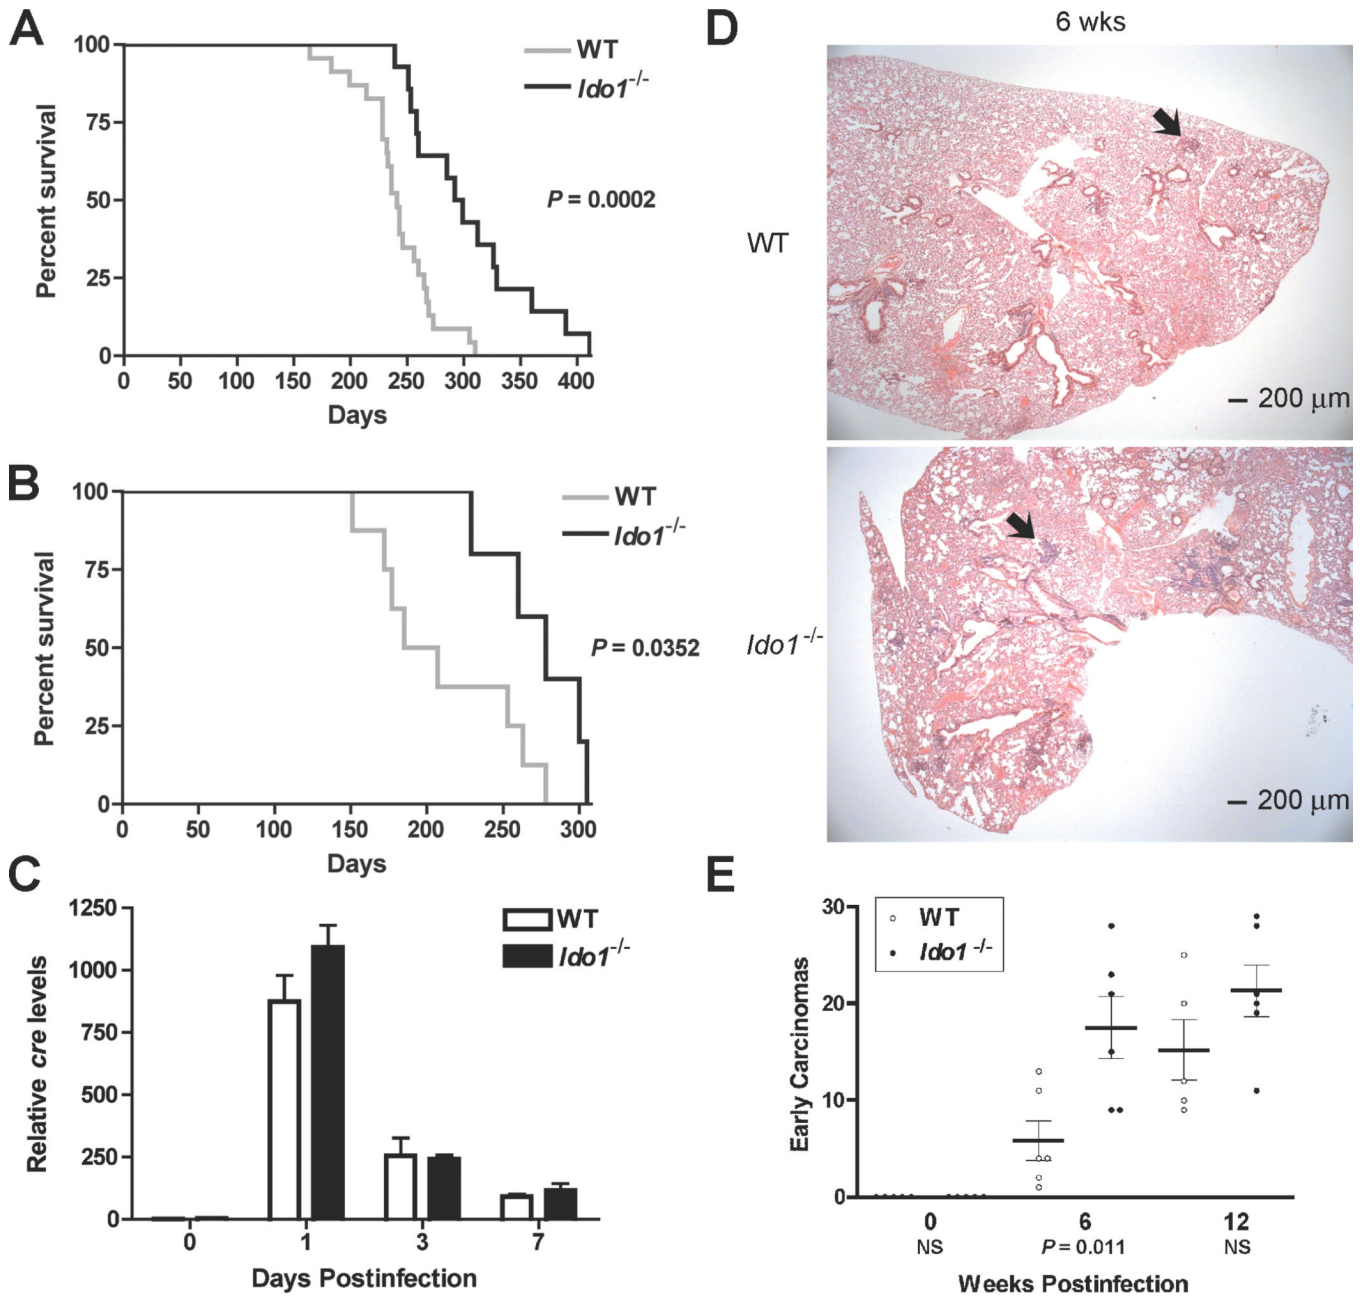 A
100
75
50
25
0
Percent survival
WT
Ido1-/-
P = 0.0002
0 50 100 150 200 250 300 350 400
Days
B
100
75
50
25
0
Percent survival
WT
Ido1-/-
P = 0.0352
0 50 100 150 200 250 300
Days
C
1250
1000
750
500
250
0
Relative cre levels
WT
Ido1-/-
0 1 3 7
Days Postinfection
D
6 wks
WT
200 µm
Ido1-/-
200 µm
E
30
20
10
0
Early Carcinomas
WT
Ido1 -/-
0 6 12
NS P = 0.011 NS
Weeks Postinfection